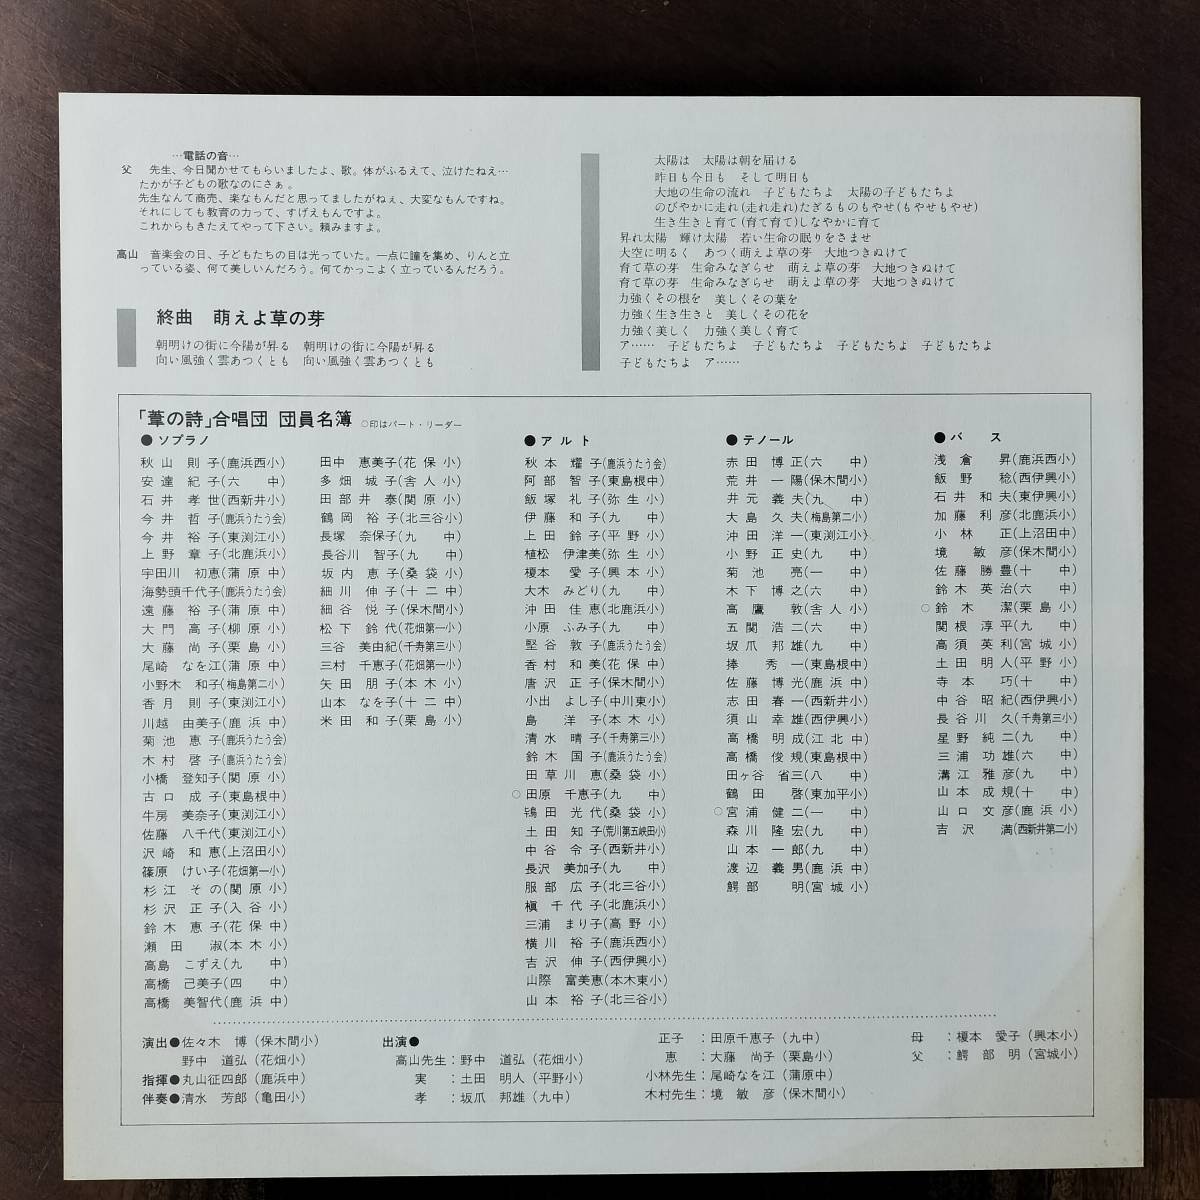 …電話の音…
父　先生、今日聞かせてもらいましたよ、歌。体がふるえて、泣けたねえ…
たかが子どもの歌なのにさぁ。
先生なんて商売、楽なもんだと思ってましたがねぇ、大変なもんですね。
それにしても教育の力って、すげえもんですよ。
これからもきたえてやって下さい。頼みますよ。
高山　音楽会の日、子どもたちの目は光っていた。一点に瞳を集め、りんと立
っている姿、何て美しいんだろう。何てかっこよく立っているんだろう。
終曲　萌えよ草の芽
朝明けの街に今陽が昇る　朝明けの街に今陽が昇る
向い風強く雲あつくとも　向い風強く雲あつくとも
太陽は　太陽は朝を届ける
昨日も今日も　そして明日も
大地の生命の流れ　子どもたちよ　太陽の子どもたちよ
のびやかに走れ(走れ走れ)たぎるものもやせ(もやせもやせ)
生き生きと育て(育て育て)しなやかに育て
昇れ太陽　輝け太陽　若い生命の眠りをさませ
大空に明るく　あつく萌えよ草の芽　大地つきぬけて
育て草の芽　生命みなぎらせ　萌えよ草の芽　大地つきぬけて
育て草の芽　生命みなぎらせ　萌えよ草の芽　大地つきぬけて
力強くその根を　美しくその葉を
力強く生き生きと　美しくその花を
力強く美しく　力強く美しく育て
ア……　子どもたちよ　子どもたちよ　子どもたちよ　子どもたちよ
子どもたちよ　ア……
「葦の詩」合唱団 団員名簿　○印はパート・リーダー
●ソプラノ
秋山　則子(鹿浜西小)
安達　紀子(六　中)
石井　孝世(西新井小)
今井　哲子(鹿浜うたう会)
今井　裕子(東渕江小)
上野　章子(北鹿浜小)
宇田川　初恵(蒲原中)
海勢頭千代子(鹿浜うたう会)
遠藤　裕子(蒲原中)
大門　高子(柳原小)
大藤　尚子(栗島小)
尾崎　なを江(蒲原中)
小野木　和子(梅島第二小)
香月　則子(東渕江小)
川越　由美子(鹿浜中)
菊池　恵子(鹿浜うたう会)
木村　啓子(鹿浜うたう会)
小橋　登知子(関原小)
古口　成子(東島根中)
牛房　美奈子(東渕江小)
佐藤　八千代(東渕江小)
沢崎　和恵(上沼田小)
篠原　けい子(花畑第一小)
杉江　その(関原小)
杉沢　正子(入谷小)
鈴木　恵子(花保中)
瀬田　淑(本木小)
高島　こずえ(九　中)
高橋　己美子(四　中)
高橋　美智代(鹿浜中)
田中　恵美子(花保小)
多畑　城子(舎人小)
田部井　泰(関原小)
鶴岡　裕子(北三谷小)
長塚　奈保子(九　中)
長谷川　智子(九　中)
坂内　恵子(桑袋小)
細川　伸子(十二中)
細谷　悦子(保木間小)
松下　鈴代(花畑第一小)
三谷　美由紀(千寿第三小)
三村　千恵子(花畑第一小)
矢田　朋子(本木小)
山本　なを子(十二中)
米田　和子(栗島小)
●アルト
秋本　耀子(鹿浜うたう会)
阿部　智子(東島根中)
飯塚　礼子(弥生小)
伊藤　和子(九　中)
上田　鈴子(平野小)
植松　伊津美(弥生小)
榎本　愛子(興本小)
大木　みどり(九　中)
沖田　佳恵(北鹿浜小)
小原　ふみ子(九　中)
堅谷　敦子(鹿浜うたう会)
香村　和美(花保中)
唐沢　正子(保木間小)
小出　よし子(中川東小)
島　洋子(本木小)
清水　晴子(千寿第三小)
鈴木　国子(鹿浜うたう会)
田草川　恵(桑袋小)
○田原　千恵子(九　中)
鴇田　光代(桑袋小)
土田　知子(荒川第五峡田小)
中谷　令子(西新井小)
長沢　美加子(九　中)
服部　広子(北三谷小)
槇　千代子(北鹿浜小)
三浦　まり子(高野小)
横川　裕子(鹿浜西小)
吉沢　伸子(西伊興小)
山際　富美恵(本木東小)
山本　裕子(北三谷小)
●テノール
赤田　博正(六　中)
荒井　一陽(保木間小)
井元　義夫(九　中)
大島　久夫(梅島第二小)
沖田　洋一(東渕江小)
小野　正史(九　中)
菊池　亮(一　中)
木下　博之(六　中)
高鷹　敦(舎人小)
五関　浩二(六　中)
坂爪　邦雄(九　中)
捧　秀一(東島根中)
佐藤　博光(鹿浜中)
志田　春一(西新井小)
須山　幸雄(西伊興小)
高橋　明成(江北中)
高橋　俊規(東島根中)
田ヶ谷　省三(八　中)
鶴田　啓(東加平小)
○宮浦　健二(一　中)
森川　隆宏(九　中)
山本　一郎(九　中)
渡辺　義男(鹿浜中)
鰐部　明(宮城小)
●バス
浅倉　昇(鹿浜西小)
飯野　稔(西伊興小)
石井　和夫(東伊興小)
加藤　利彦(北鹿浜小)
小林　正(上沼田中)
境　敏彦(保木間小)
佐藤　勝豊(十　中)
鈴木　英治(六　中)
○鈴木　潔(栗島小)
関根　淳平(九　中)
高須　英利(宮城小)
土田　明人(平野小)
寺本　巧(十　中)
中谷　昭紀(西伊興小)
長谷川　久(千寿第三小)
星野　純二(九　中)
三浦　功雄(六　中)
溝江　雅彦(九　中)
山本　成規(十　中)
山口　文彦(鹿浜小)
吉沢　満(西新井第二小)
演出●佐々木　博(保木間小)
野中　道弘(花畑小)
指揮●丸山征四郎(鹿浜中)
伴奏●清水　芳郎(亀田小)
出演●
高山先生：野中　道弘(花畑小)
実：土田　明人(平野小)
孝：坂爪　邦雄(九中)
正子：田原千恵子(九中)
恵：大藤　尚子(栗島小)
小林先生：尾崎なを江(蒲原中)
木村先生：境　敏彦(保木間小)
母：榎本　愛子(興本小)
父：鰐部　明(宮城小)